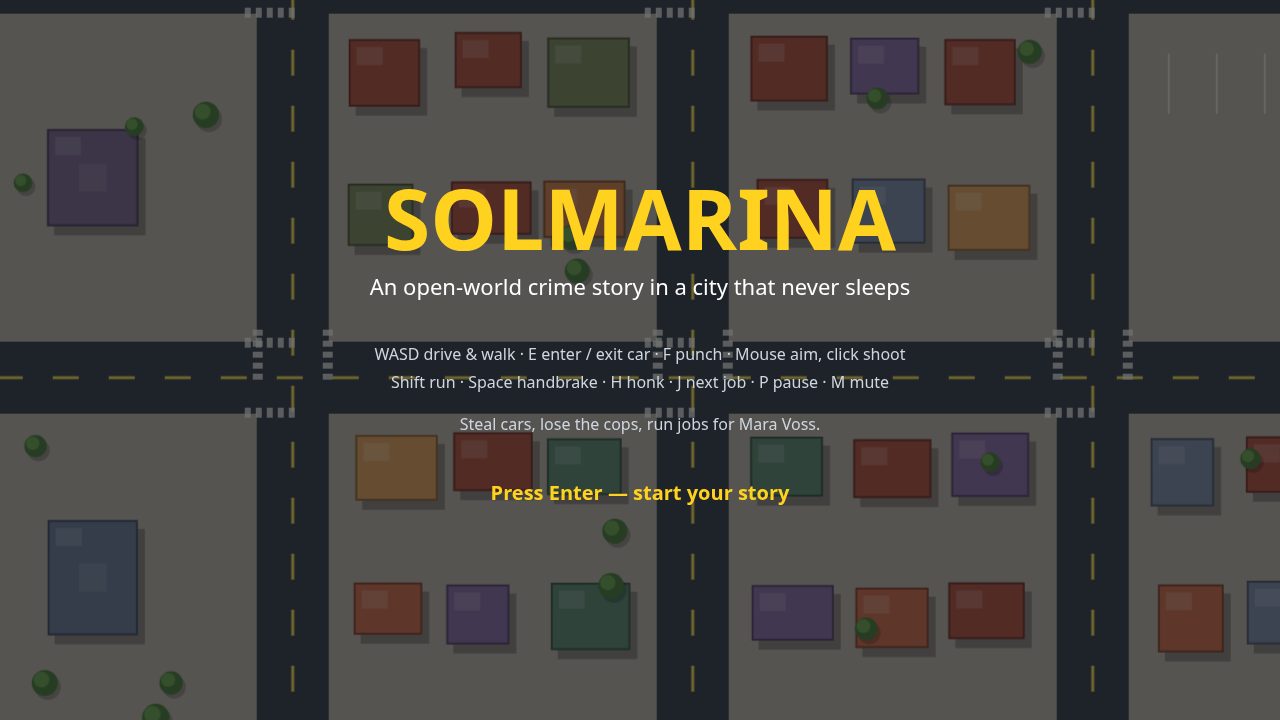 SOLMARINA
An open-world crime story in a city that never sleeps
WASD drive & walk · E enter / exit car · F punch · Mouse aim, click shoot
Shift run · Space handbrake · H honk · J next job · P pause · M mute
Steal cars, lose the cops, run jobs for Mara Voss.
Press Enter — start your story